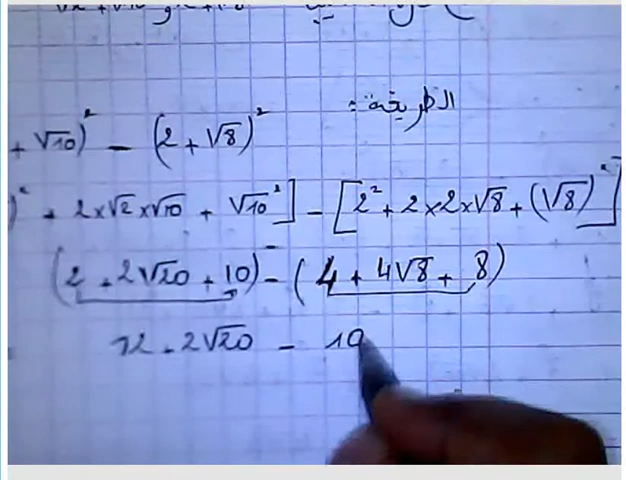 الطريقة:
+ √10)² − (2 + √8)²
)² + 2×√2×√10 + √10²] − [2² + 2×2×√8 + (√8)²]
(2 + 2√20 + 10) − (4 + 4√8 + 8)
12 + 2√20 − 1